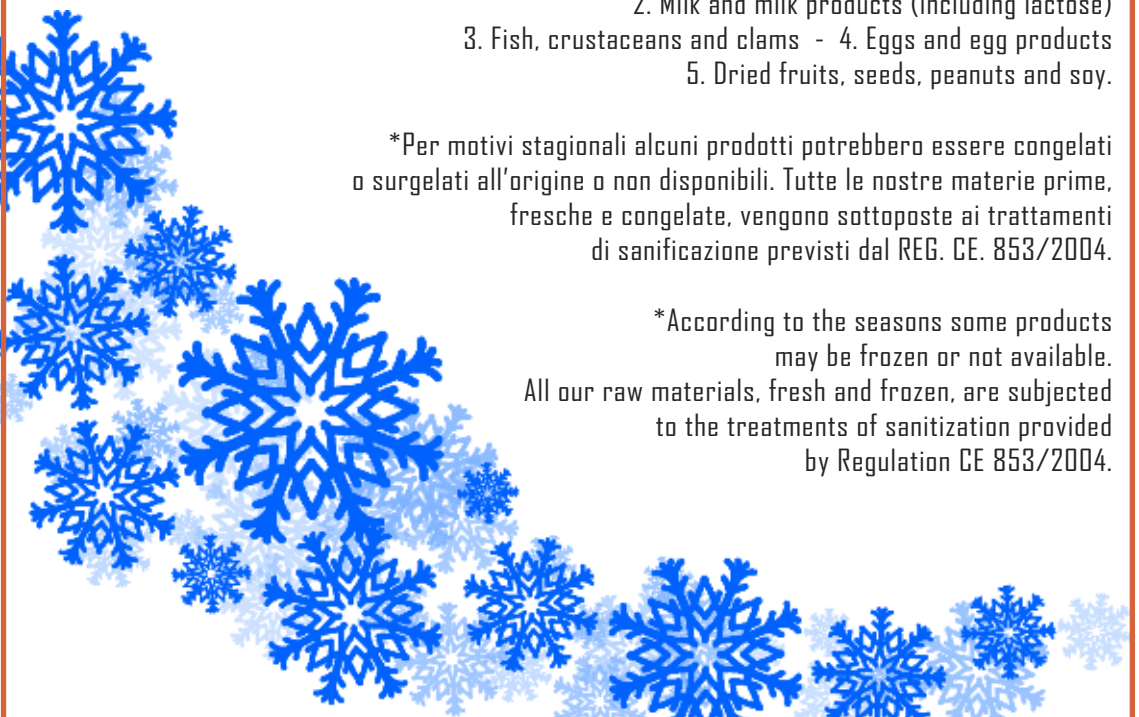 2. Milk and milk products (including lactose)
3. Fish, crustaceans and clams - 4. Eggs and egg products
5. Dried fruits, seeds, peanuts and soy.
*Per motivi stagionali alcuni prodotti potrebbero essere congelati
o surgelati all'origine o non disponibili. Tutte le nostre materie prime,
fresche e congelate, vengono sottoposte ai trattamenti
di sanificazione previsti dal REG. CE. 853/2004.
*According to the seasons some products
may be frozen or not available.
All our raw materials, fresh and frozen, are subjected
to the treatments of sanitization provided
by Regulation CE 853/2004.